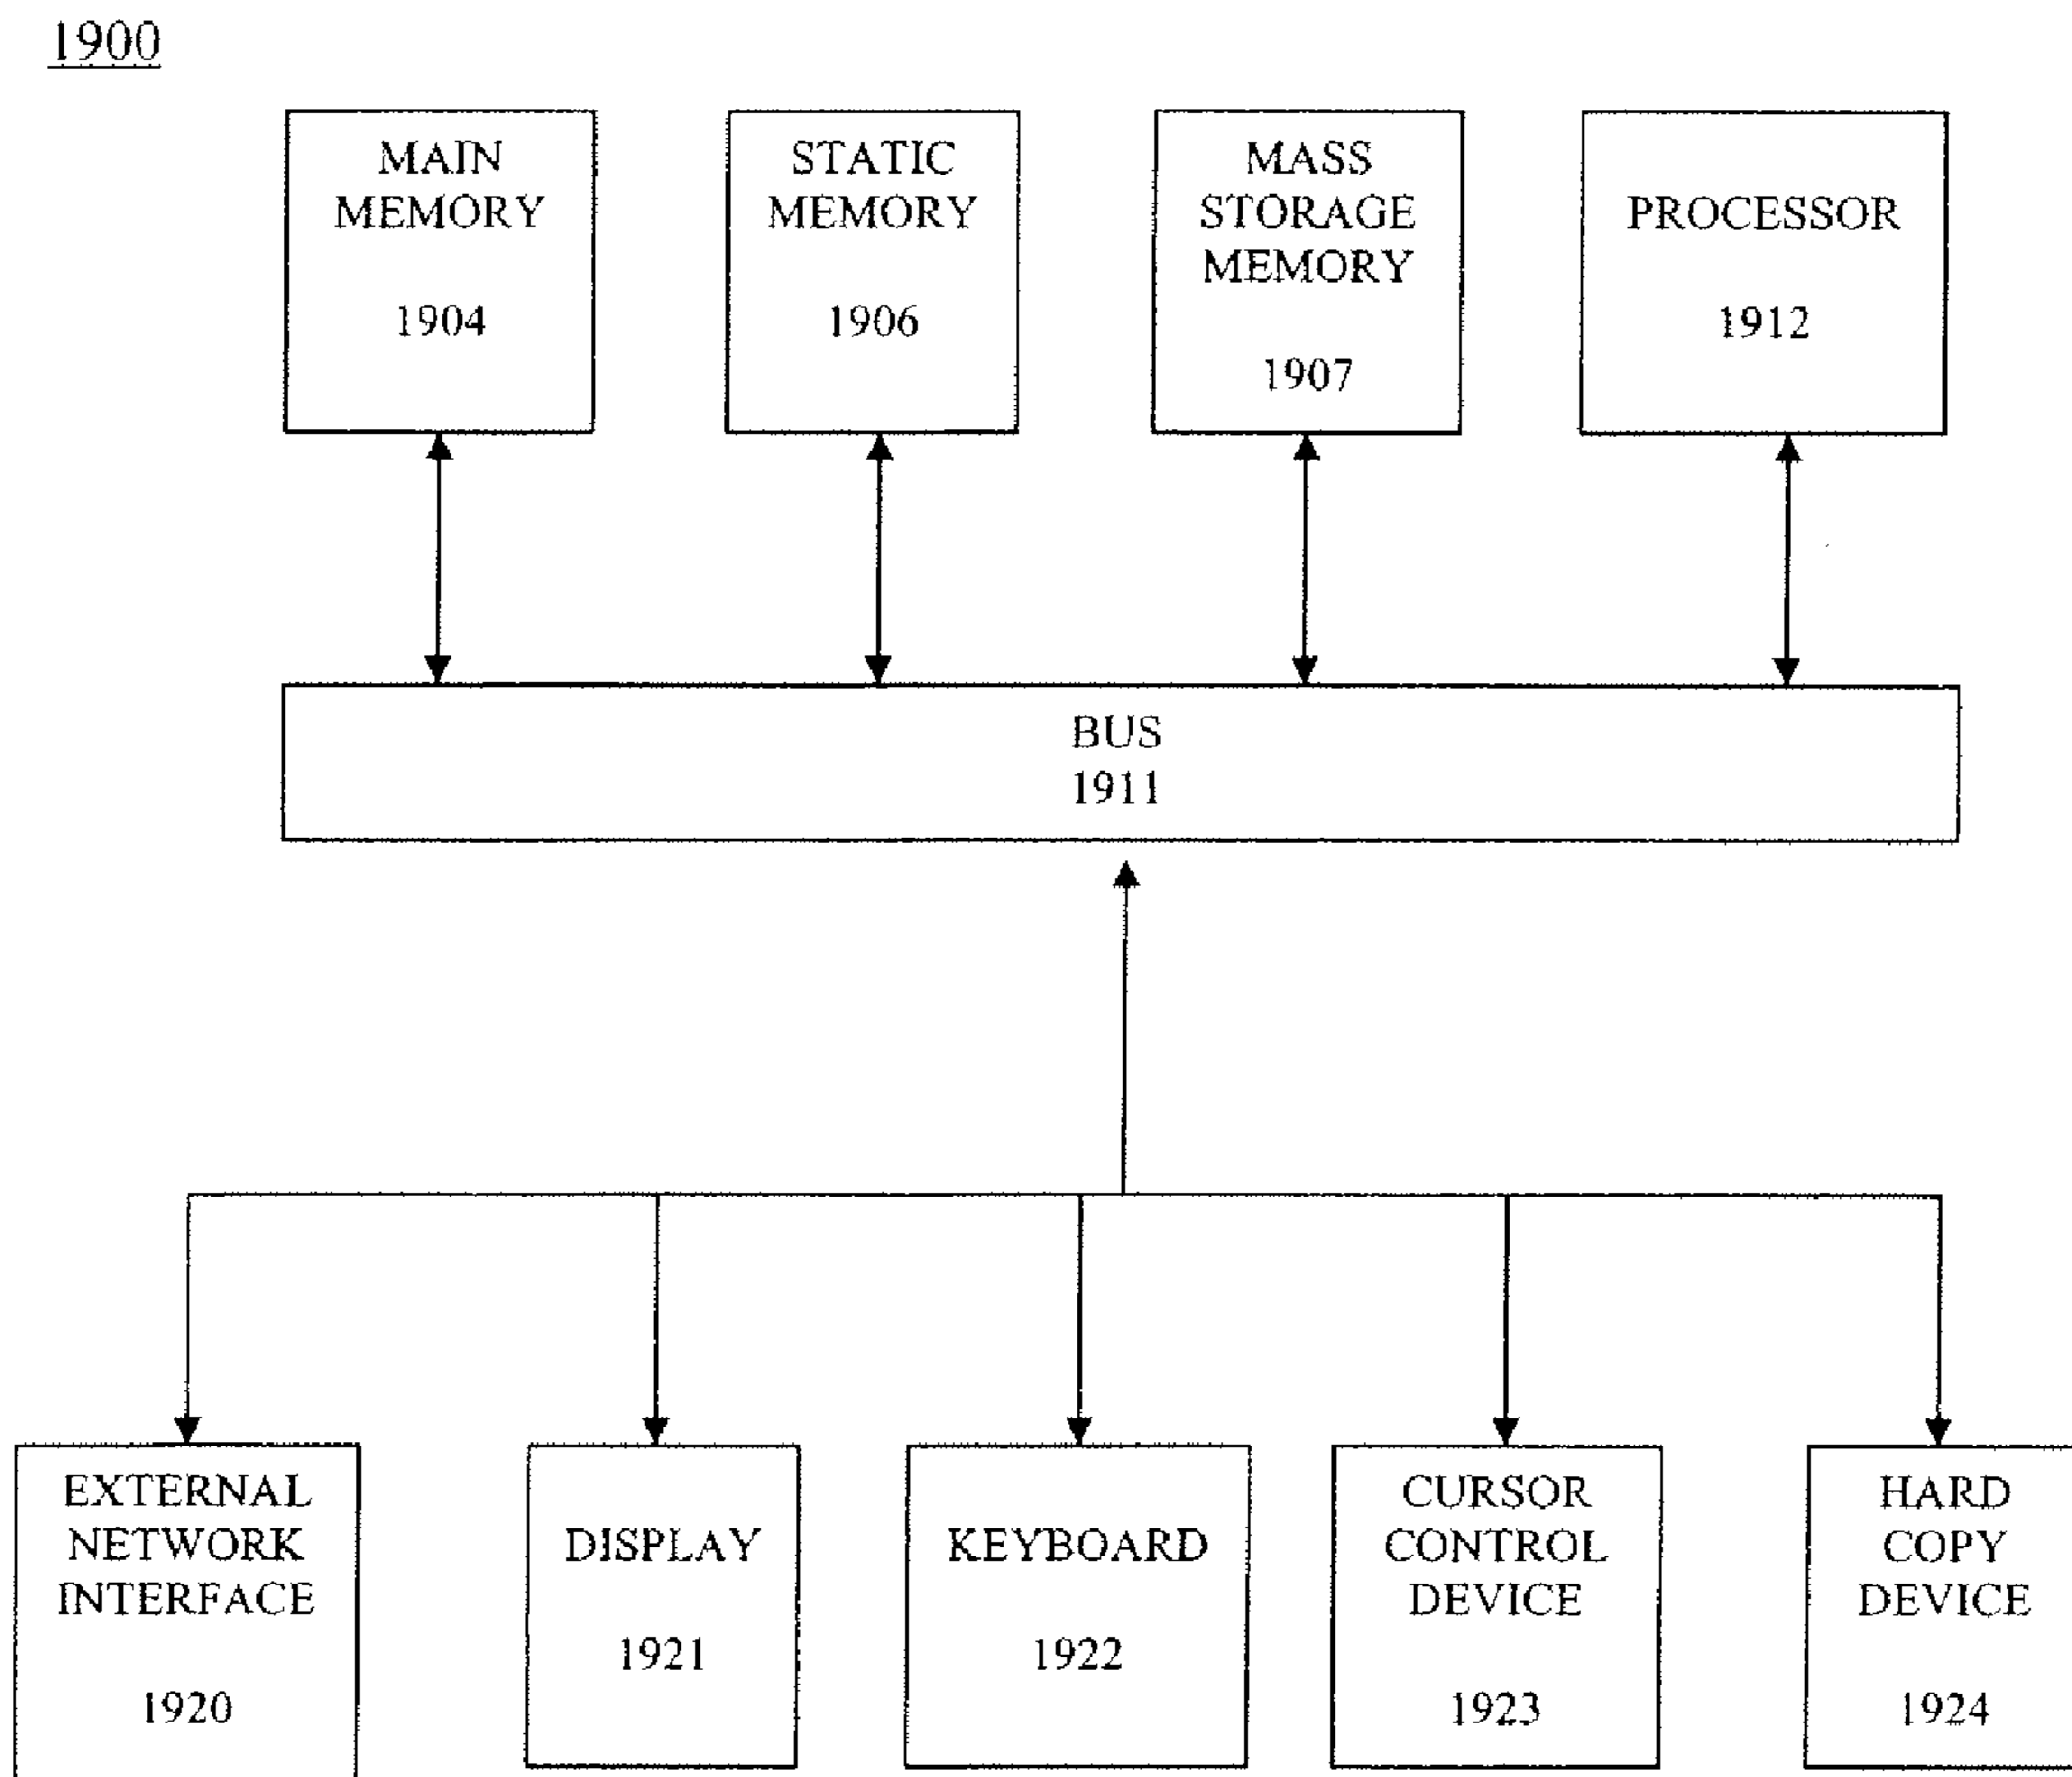 1900
MAIN
MEMORY
1904
STATIC
MEMORY
1906
MASS
STORAGE
MEMORY
1907
PROCESSOR
1912
BUS
1911
EXTERNAL
NETWORK
INTERFACE
1920
DISPLAY
1921
KEYBOARD
1922
CURSOR
CONTROL
DEVICE
1923
HARD
COPY
DEVICE
1924